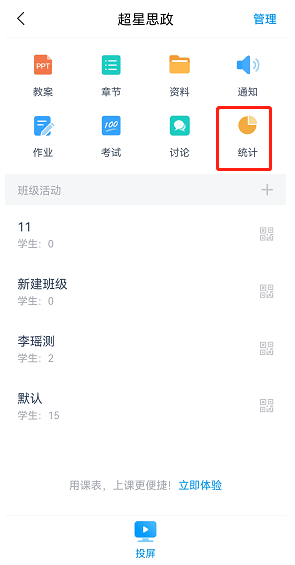 超星思政 管理
PPT
教案 章节 资料 通知
100
作业 考试 讨论 统计
班级活动
11
学生：0
新建班级
学生：0
李瑶测
学生：2
默认
学生：15
用课表，上课更便捷！立即体验
投屏